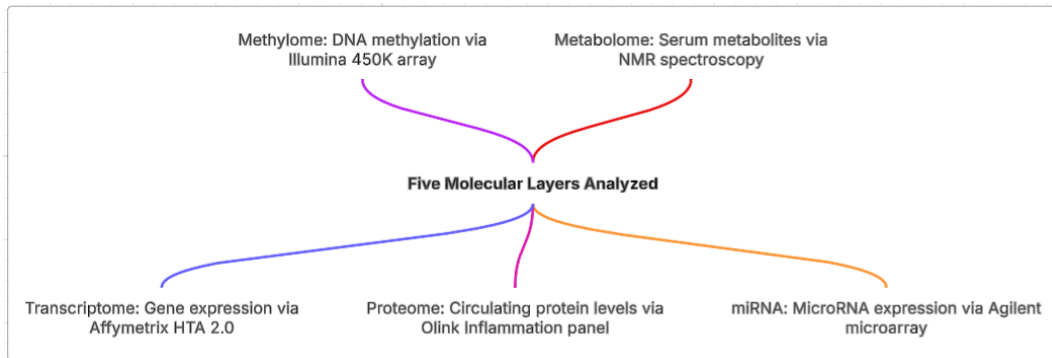 Methylome: DNA methylation via
Illumina 450K array
Metabolome: Serum metabolites via
NMR spectroscopy
Five Molecular Layers Analyzed
Transcriptome: Gene expression via
Affymetrix HTA 2.0
Proteome: Circulating protein levels via
Olink Inflammation panel
miRNA: MicroRNA expression via Agilent
microarray